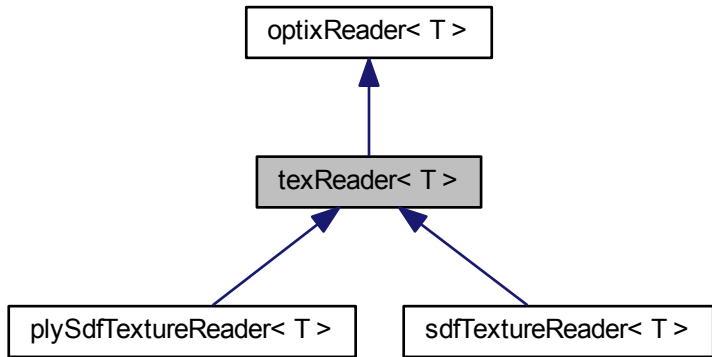 optixReader< T >
texReader< T >
plySdfTextureReader< T >
sdfTextureReader< T >